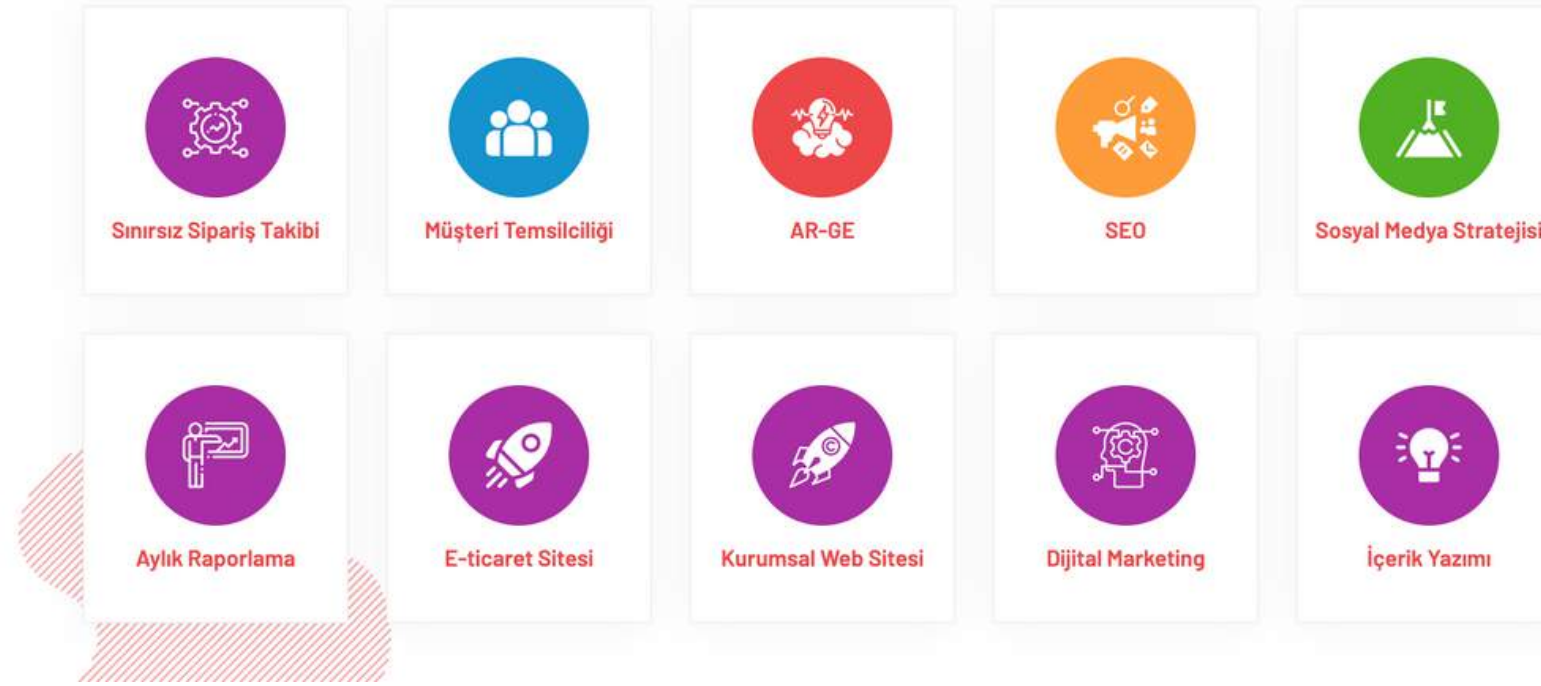 Sınırsız Sipariş Takibi
Müşteri Temsilciliği
AR-GE
SEO
Sosyal Medya Stratejisi
Aylık Raporlama
E-ticaret Sitesi
Kurumsal Web Sitesi
Dijital Marketing
İçerik Yazımı